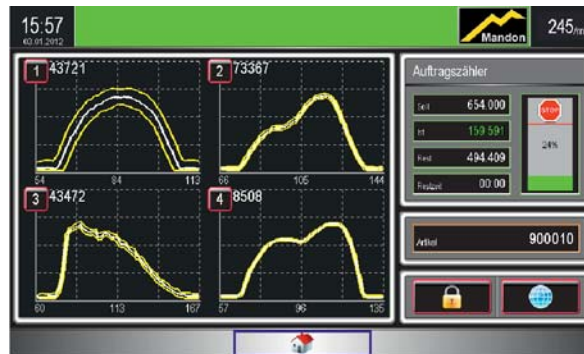 15:57
03.01.2012
Mandon
245/m
1 43721
54 84 113
2 73367
66 105 144
3 43472
60 113 167
4 8508
57 96 135
Auftragszähler
Soll 654.000
Ist 159 591
Rest 494.409
Restzeit 00:00
STOP
24%
Artikel 900010